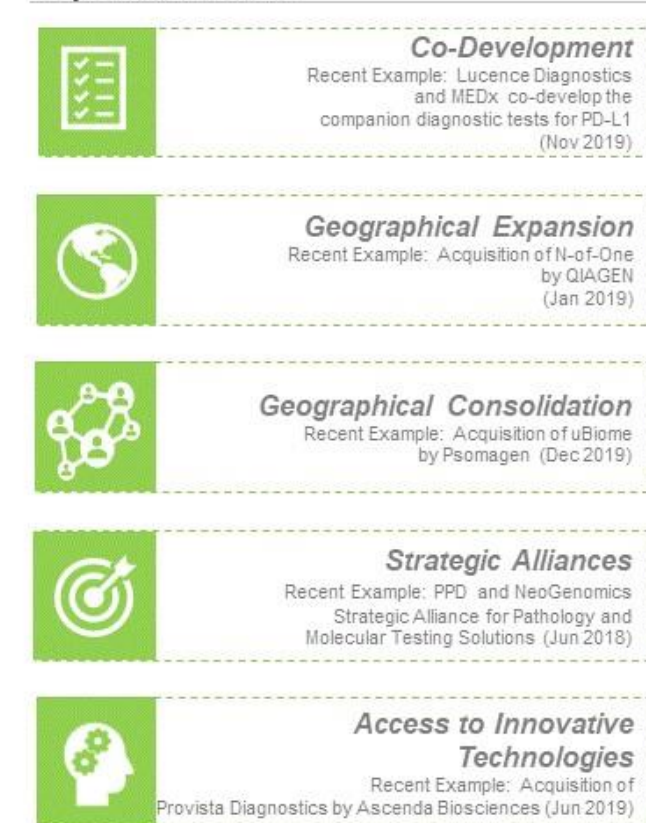 Co-Development
Recent Example: Lucence Diagnostics
and MEDx co-develop the
companion diagnostic tests for PD-L1
(Nov 2019)
Geographical Expansion
Recent Example: Acquisition of N-of-One
by QIAGEN
(Jan 2019)
Geographical Consolidation
Recent Example: Acquisition of uBiome
by Psomagen (Dec 2019)
Strategic Alliances
Recent Example: PPD and NeoGenomics
Strategic Alliance for Pathology and
Molecular Testing Solutions (Jun 2018)
Access to Innovative
Technologies
Recent Example: Acquisition of
Provista Diagnostics by Ascenda Biosciences (Jun 2019)